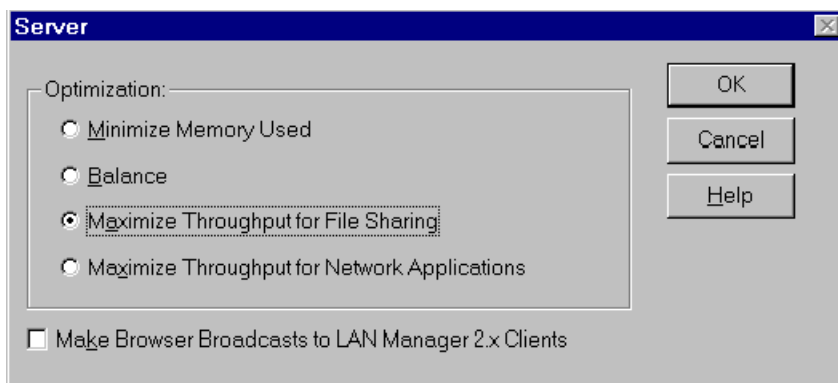 Server
Optimization:
Minimize Memory Used
Balance
Maximize Throughput for File Sharing
Maximize Throughput for Network Applications
Make Browser Broadcasts to LAN Manager 2.x Clients
OK
Cancel
Help